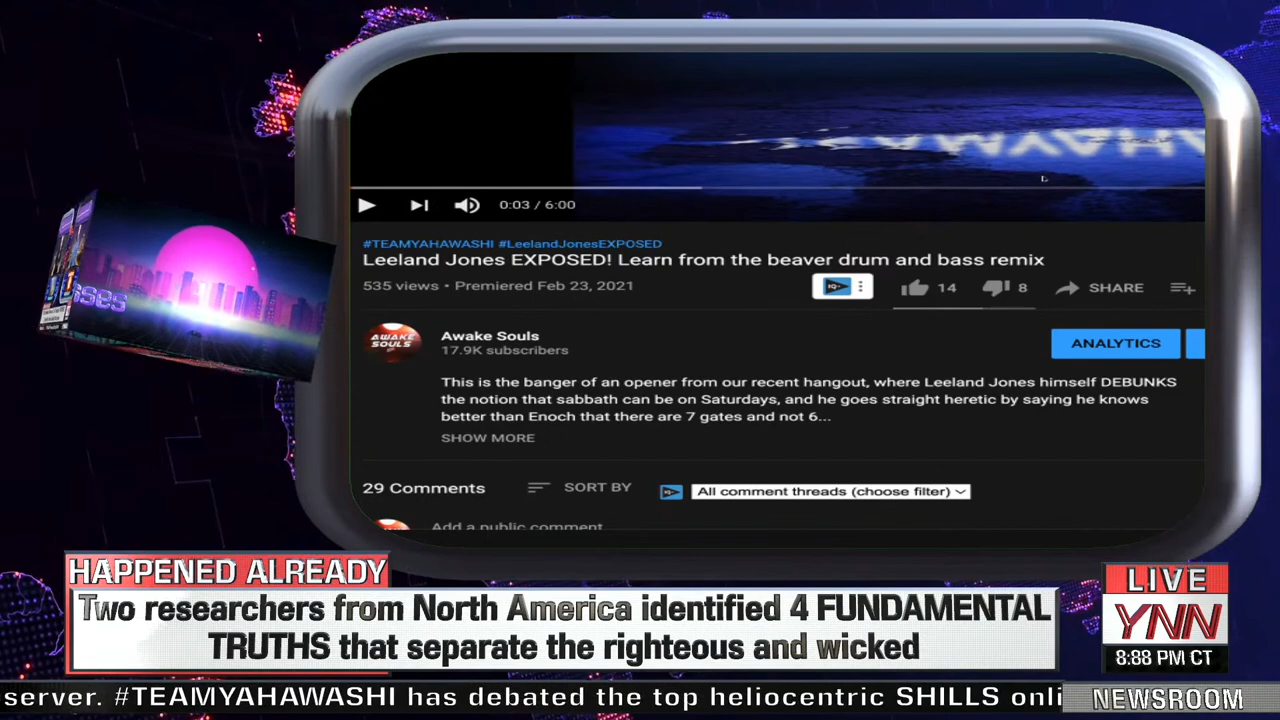 0:03 / 6:00
#TEAMYAHAWASHI #LeelandJonesEXPOSED
Leeland Jones EXPOSED! Learn from the beaver drum and bass remix
535 views • Premiered Feb 23, 2021
14
8
SHARE
AWAKE
SOULS
Awake Souls
17.9K subscribers
ANALYTICS
This is the banger of an opener from our recent hangout, where Leeland Jones himself DEBUNKS
the notion that sabbath can be on Saturdays, and he goes straight heretic by saying he knows
better than Enoch that there are 7 gates and not 6...
SHOW MORE
29 Comments
SORT BY
All comment threads (choose filter)
Add a public comment
HAPPENED ALREADY
Two researchers from North America identified 4 FUNDAMENTAL
TRUTHS that separate the righteous and wicked
LIVE
YNN
8:88 PM CT
server. #TEAMYAHAWASHI has debated the top heliocentric SHILLS onli
NEWSROOM